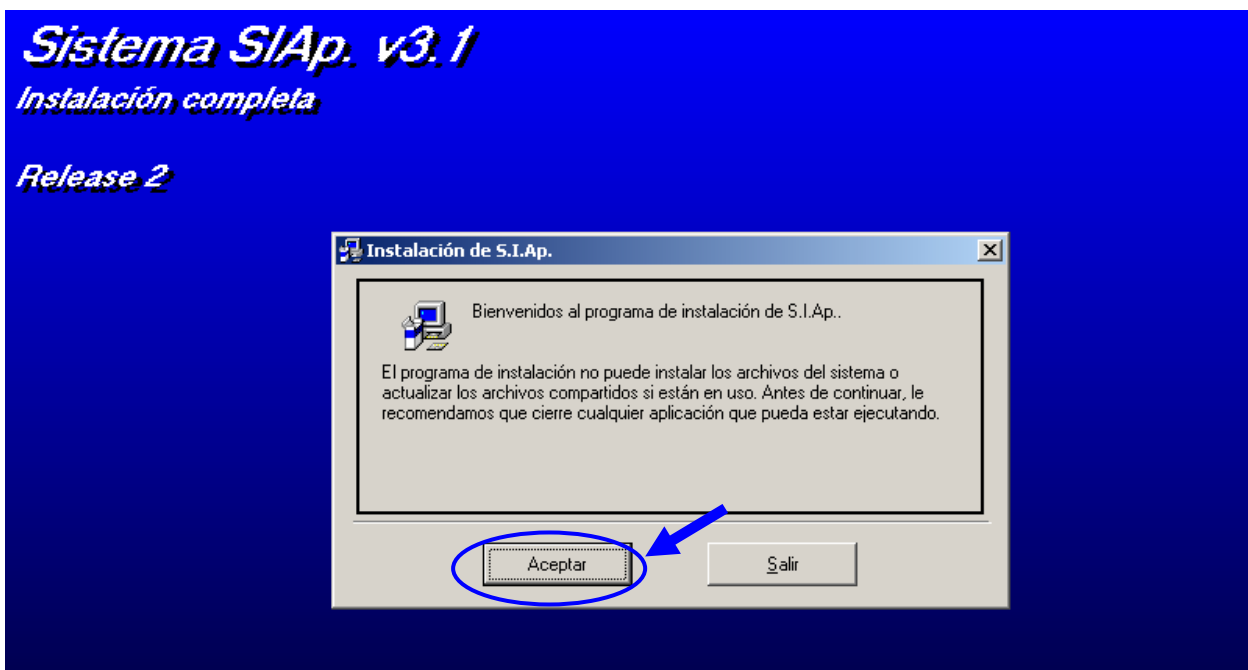 Sistema SIAp. v3.1
Instalación completa
Release 2
Instalación de S.I.Ap.
Bienvenidos al programa de instalación de S.I.Ap..
El programa de instalación no puede instalar los archivos del sistema o
actualizar los archivos compartidos si están en uso. Antes de continuar, le
recomendamos que cierre cualquier aplicación que pueda estar ejecutando.
Aceptar
Salir